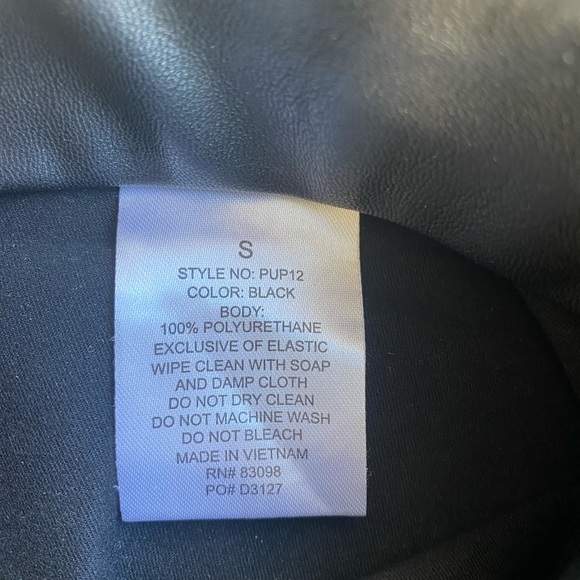 S
STYLE NO: PUP12
COLOR: BLACK
BODY:
100% POLYURETHANE
EXCLUSIVE OF ELASTIC
WIPE CLEAN WITH SOAP
AND DAMP CLOTH
DO NOT DRY CLEAN
DO NOT MACHINE WASH
DO NOT BLEACH
MADE IN VIETNAM
RN# 83098
PO# D3127